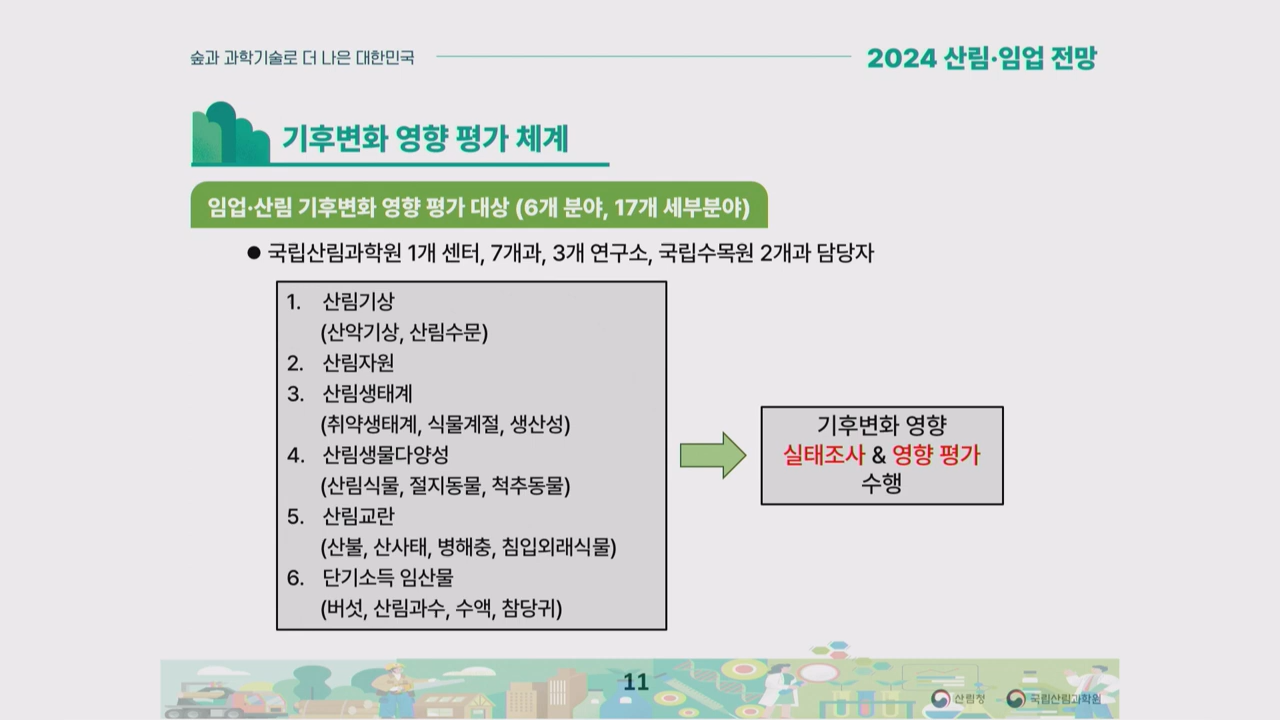 숲과 과학기술로 더 나은 대한민국
2024 산림·임업 전망
기후변화 영향 평가 체계
임업·산림 기후변화 영향 평가 대상 (6개 분야, 17개 세부분야)
● 국립산림과학원 1개 센터, 7개과, 3개 연구소, 국립수목원 2개과 담당자
1. 산림기상
(산악기상, 산림수문)
2. 산림자원
3. 산림생태계
(취약생태계, 식물계절, 생산성)
4. 산림생물다양성
(산림식물, 절지동물, 척추동물)
5. 산림교란
(산불, 산사태, 병해충, 침입외래식물)
6. 단기소득 임산물
(버섯, 산림과수, 수액, 참당귀)
기후변화 영향
실태조사 & 영향 평가
수행
11
산림청
국립산림과학원